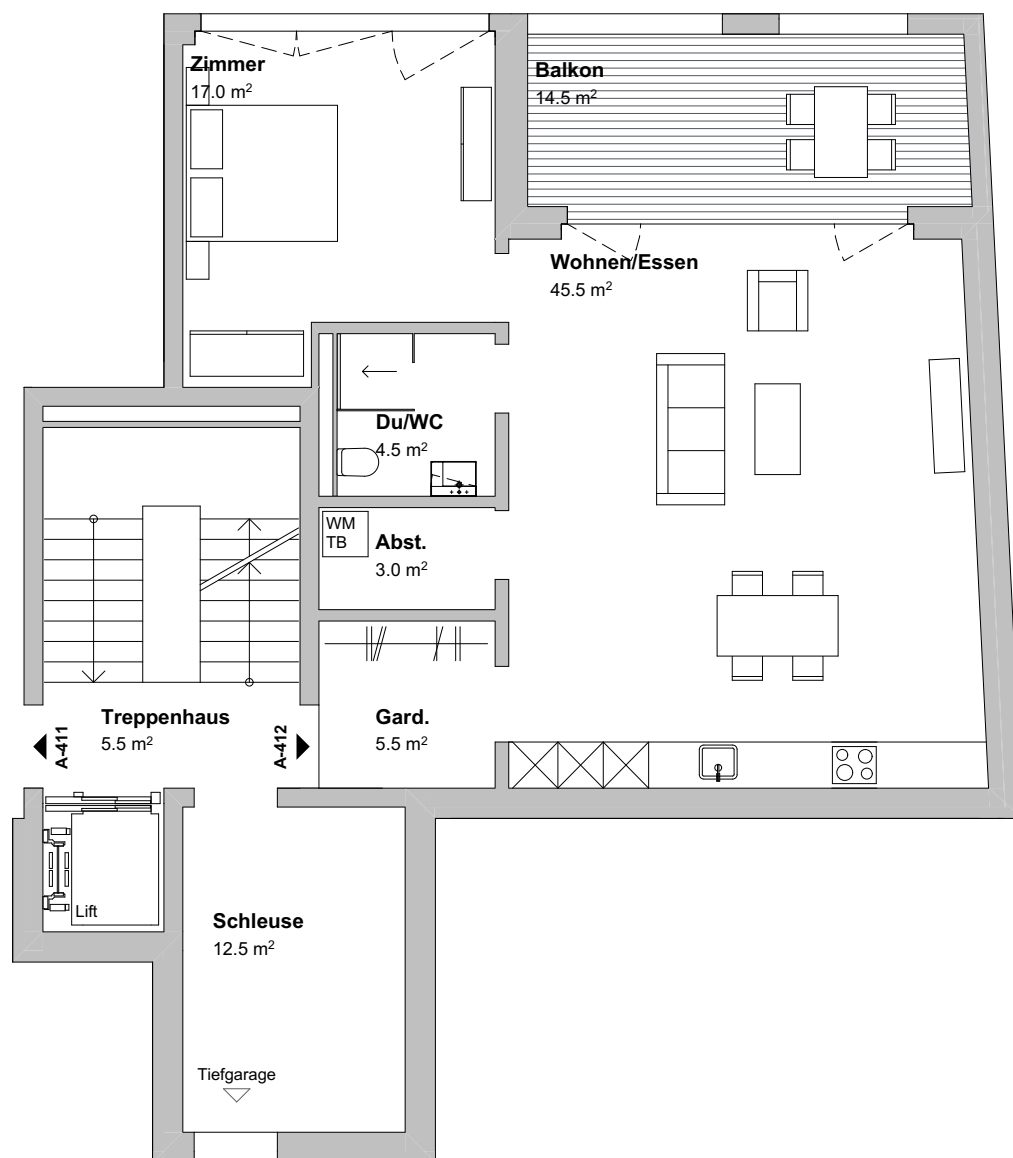 Zimmer
17.0 m²
Balkon
14.5 m²
Wohnen/Essen
45.5 m²
Du/WC
4.5 m²
WM
TB
Abst.
3.0 m²
Treppenhaus
5.5 m²
A-411
A-412
Gard.
5.5 m²
Lift
Schleuse
12.5 m²
Tiefgarage